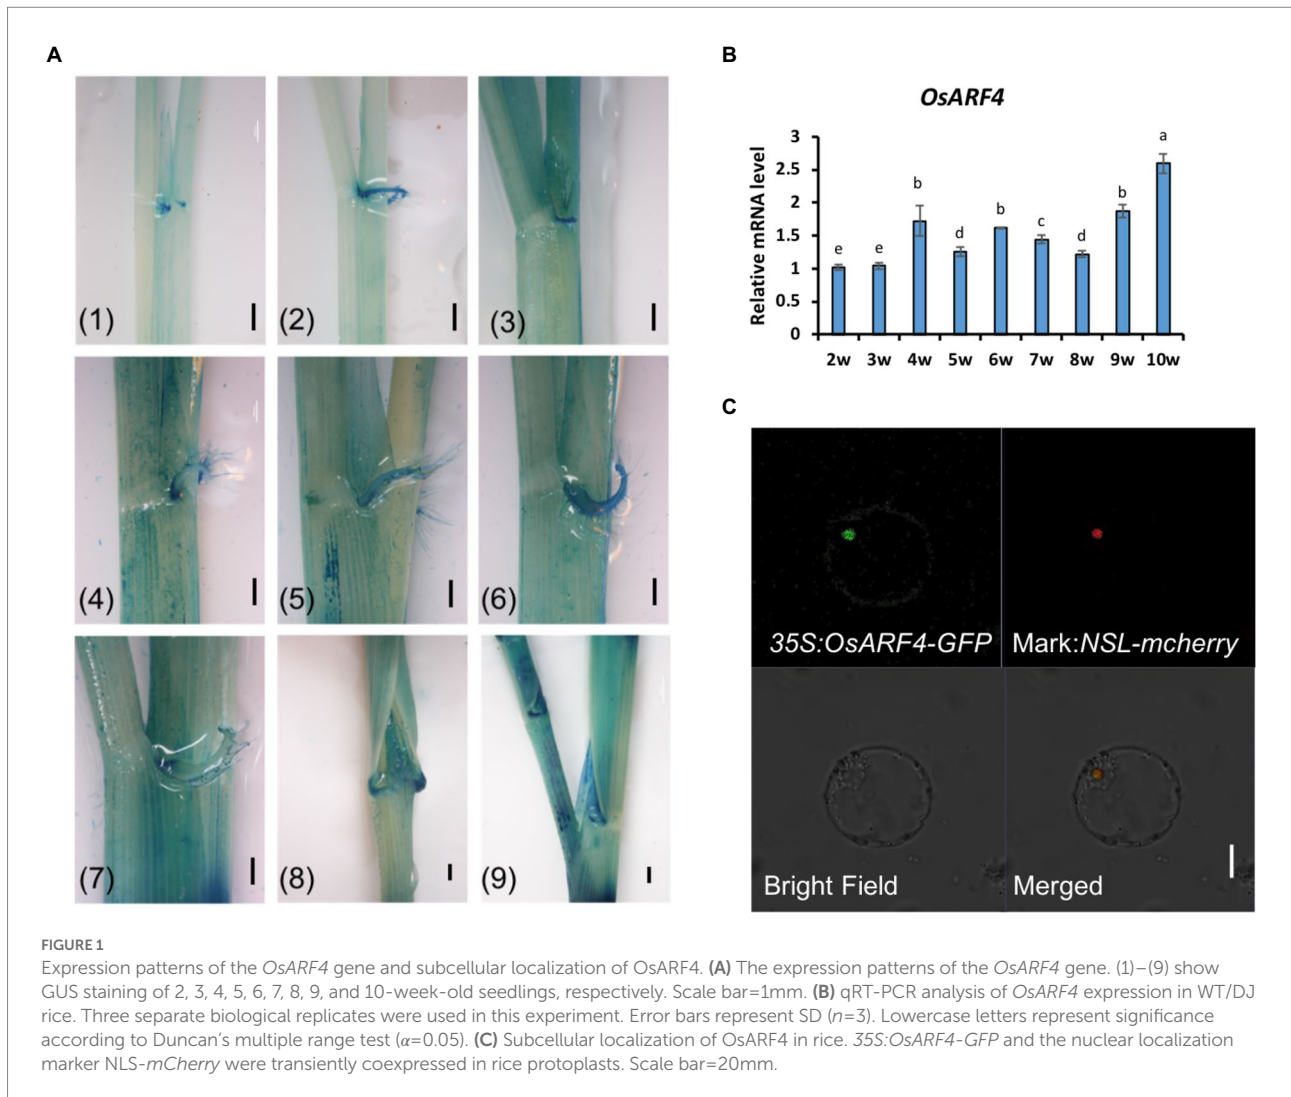 A
(1)
(2)
(3)
(4)
(5)
(6)
(7)
(8)
(9)
B
OsARF4
Relative mRNA level
3
2.5
2
1.5
1
0.5
0
e
e
b
d
b
c
d
b
a
2w 3w 4w 5w 6w 7w 8w 9w 10w
C
35S:OsARF4-GFP
Mark:NSL-mcherry
Bright Field
Merged
FIGURE 1
Expression patterns of the OsARF4 gene and subcellular localization of OsARF4. (A) The expression patterns of the OsARF4 gene. (1)–(9) show
GUS staining of 2, 3, 4, 5, 6, 7, 8, 9, and 10-week-old seedlings, respectively. Scale bar=1mm. (B) qRT-PCR analysis of OsARF4 expression in WT/DJ
rice. Three separate biological replicates were used in this experiment. Error bars represent SD (n=3). Lowercase letters represent significance
according to Duncan’s multiple range test (α=0.05). (C) Subcellular localization of OsARF4 in rice. 35S:OsARF4-GFP and the nuclear localization
marker NLS-mCherry were transiently coexpressed in rice protoplasts. Scale bar=20mm.